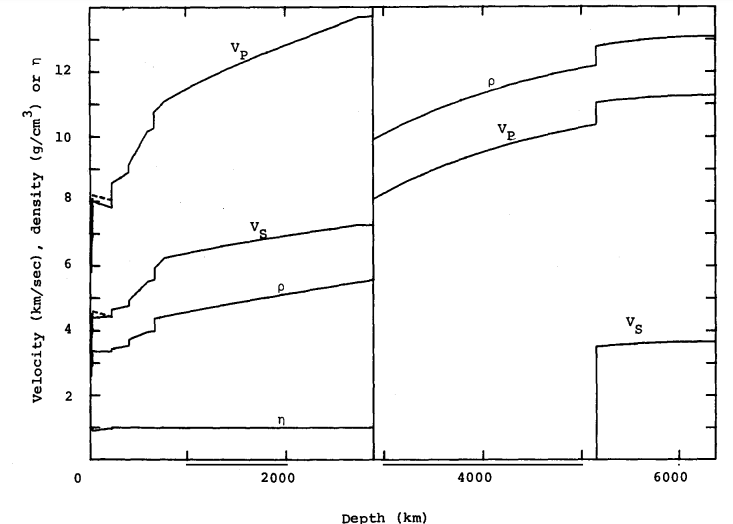 Velocity (km/sec), density (g/cm³) or η
12
10
8
6
4
2
0
2000
4000
6000
Depth (km)
V_P
V_S
ρ
η
ρ
V_P
V_S